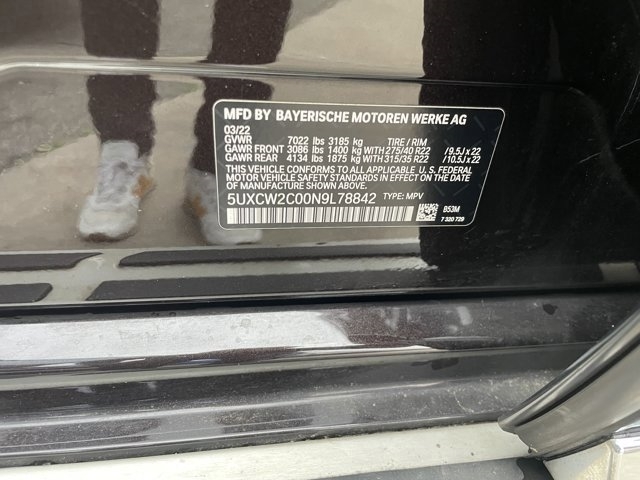 MFD BY BAYERISCHE MOTOREN WERKE AG
03/22
GVWR 7022 lbs 3185 kg TIRE / RIM
GAWR FRONT 3086 lbs 1400 kg WITH 275/40 R22 /9.5J x 22
GAWR REAR 4134 lbs 1875 kg WITH 315/35 R22 /10.5J x 22
THIS VEHICLE CONFORMS TO ALL APPLICABLE U. S. FEDERAL
MOTOR VEHICLE SAFETY STANDARDS IN EFFECT ON THE
DATE OF MANUFACTURE SHOWN ABOVE.
5UXCW2C00N9L78842 TYPE: MPV
853M
7 320 729